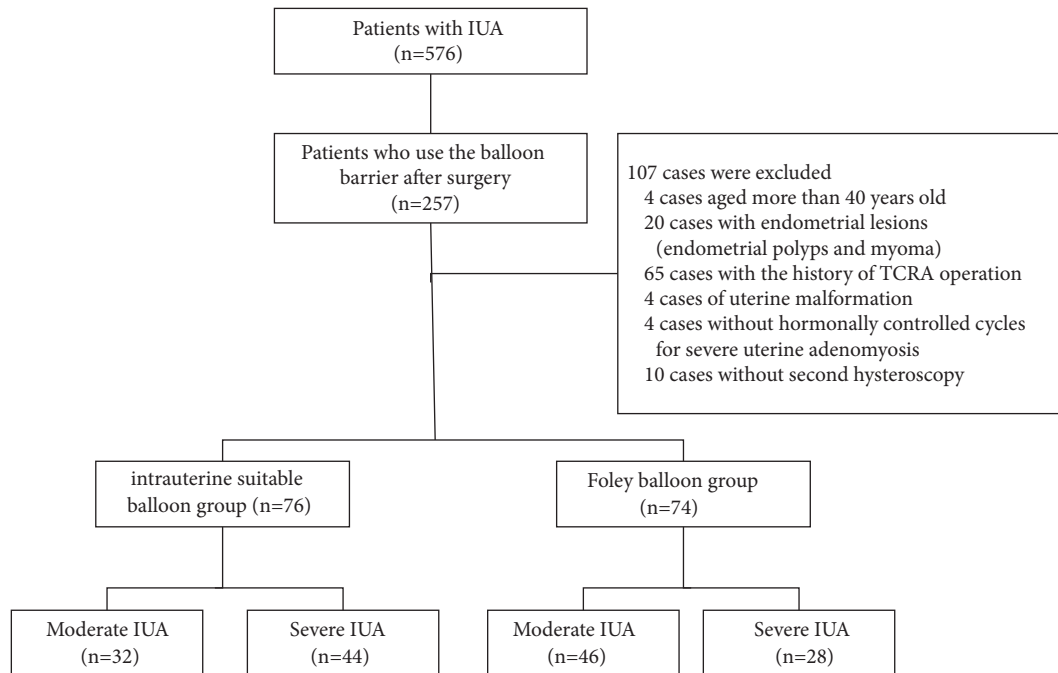 Patients with IUA
(n=576)
Patients who use the balloon
barrier after surgery
(n=257)
107 cases were excluded
4 cases aged more than 40 years old
20 cases with endometrial lesions
(endometrial polyps and myoma)
65 cases with the history of TCRA operation
4 cases of uterine malformation
4 cases without hormonally controlled cycles
for severe uterine adenomyosis
10 cases without second hysteroscopy
intrauterine suitable
balloon group (n=76)
Foley balloon group
(n=74)
Moderate IUA
(n=32)
Severe IUA
(n=44)
Moderate IUA
(n=46)
Severe IUA
(n=28)